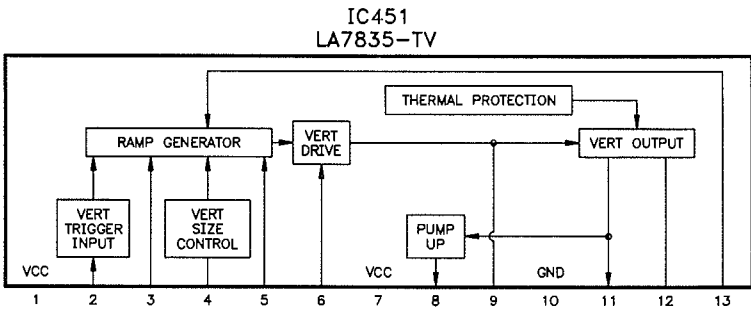 IC451
LA7835-TV
THERMAL PROTECTION
RAMP GENERATOR
VERT
DRIVE
VERT OUTPUT
VERT
TRIGGER
INPUT
VERT
SIZE
CONTROL
PUMP
UP
VCC
VCC
GND
1 2 3 4 5 6 7 8 9 10 11 12 13